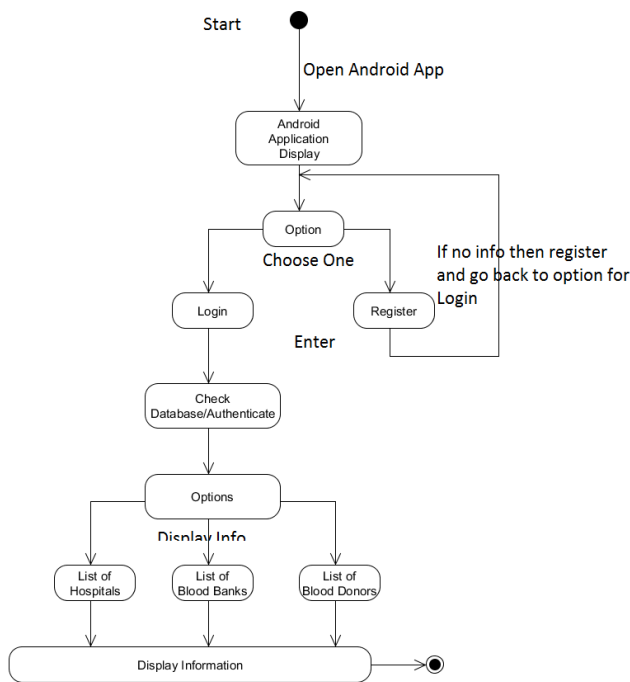 Start
Open Android App
Android
Application
Display
Option
Choose One
If no info then register
and go back to option for
Login
Login
Register
Enter
Check
Database/Authenticate
Options
Display Info
List of
Hospitals
List of
Blood Banks
List of
Blood Donors
Display Information